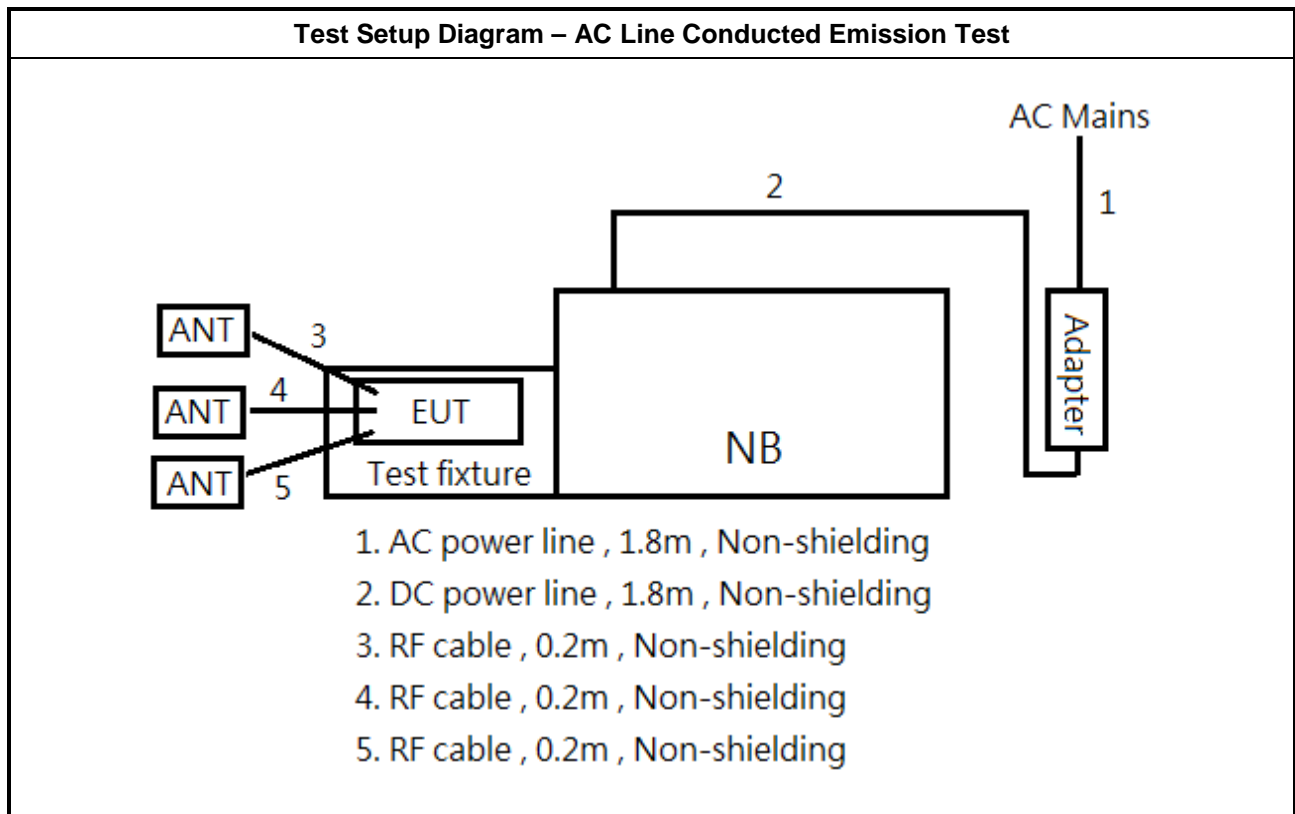 Test Setup Diagram – AC Line Conducted Emission Test
AC Mains
2
1
ANT
3
Adapter
ANT
4
EUT
NB
ANT
5
Test fixture
1. AC power line , 1.8m , Non-shielding
2. DC power line , 1.8m , Non-shielding
3. RF cable , 0.2m , Non-shielding
4. RF cable , 0.2m , Non-shielding
5. RF cable , 0.2m , Non-shielding